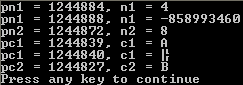 pn1 = 1244884, n1 = 4
pn1 = 1244888, n1 = -858993460
pn2 = 1244872, n2 = 8
pc1 = 1244839, c1 = A
pc1 = 1244840, c1 =
pc2 = 1244827, c2 = B
Press any key to continue